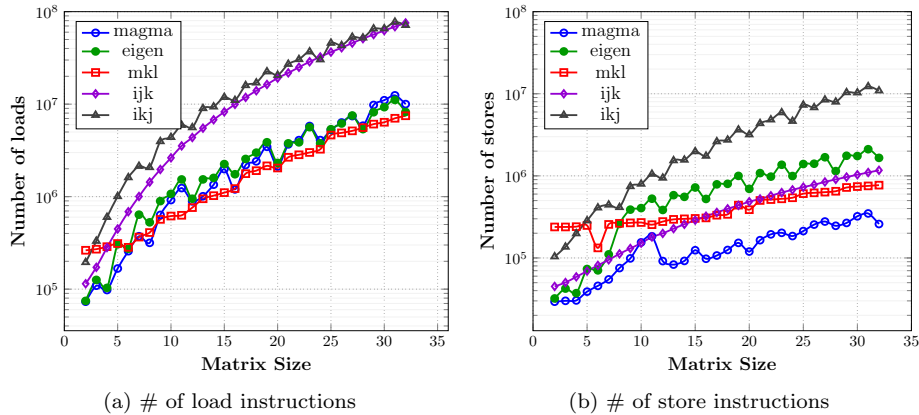 10^8
10^7
10^6
10^5
Number of loads
magma
eigen
mkl
ijk
ikj
0 5 10 15 20 25 30 35
Matrix Size
(a) # of load instructions
10^8
10^7
10^6
10^5
Number of stores
magma
eigen
mkl
ijk
ikj
0 5 10 15 20 25 30 35
Matrix Size
(b) # of store instructions